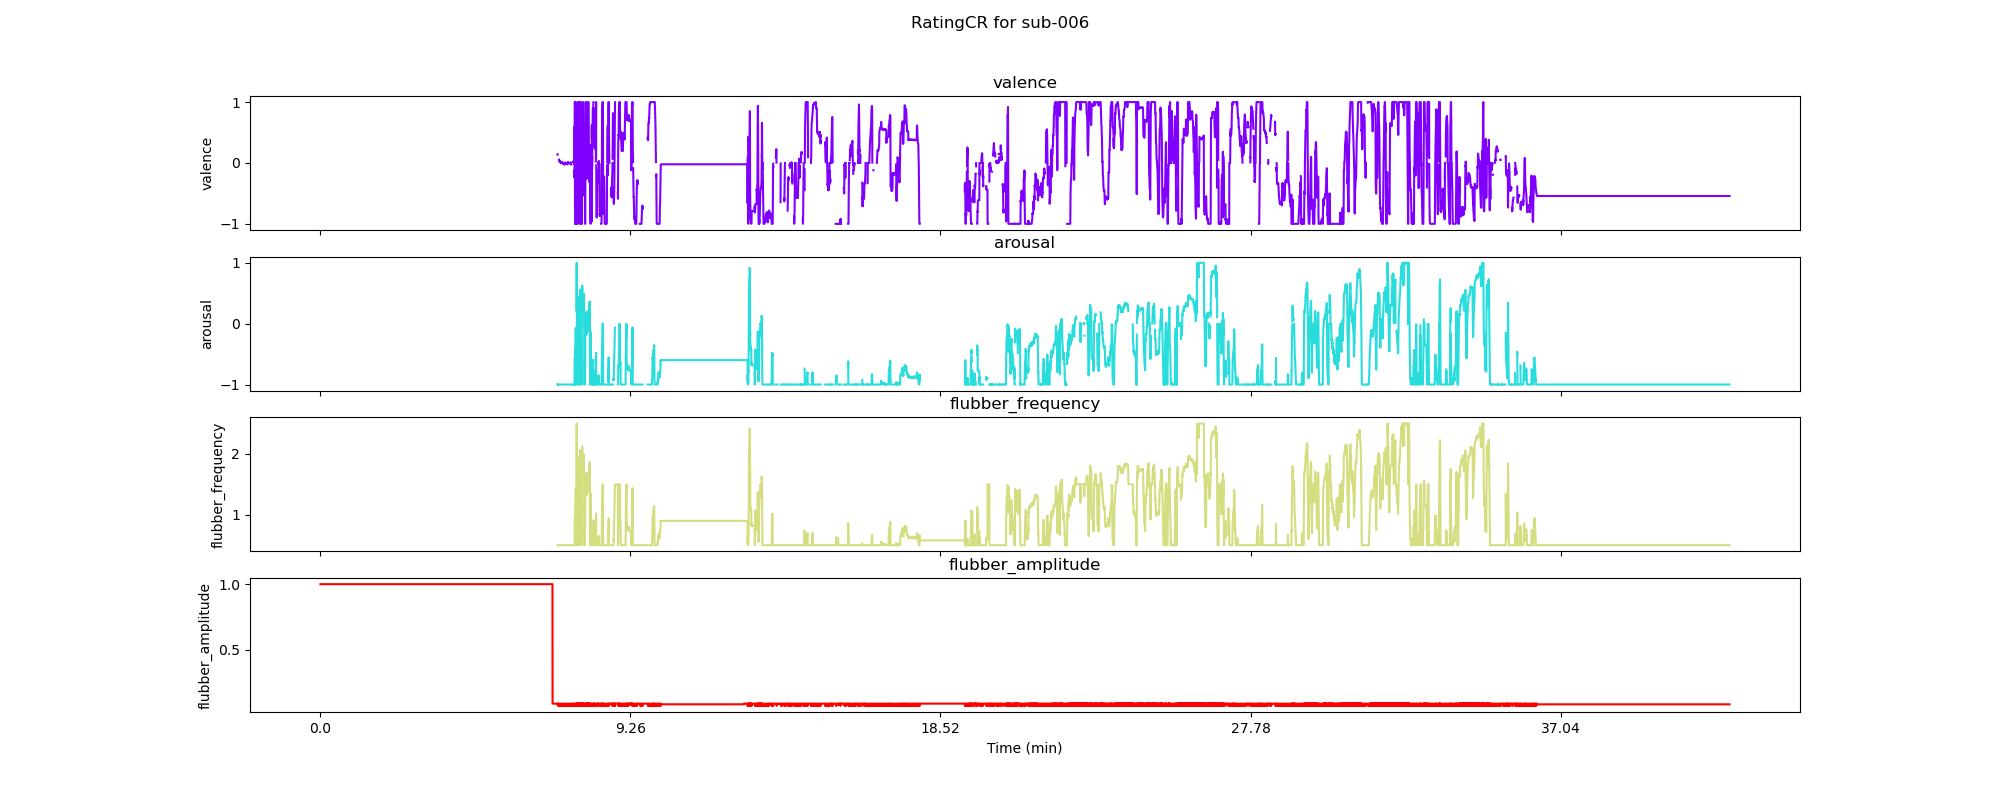 RatingCR for sub-006
valence
1
0
−1
valence
arousal
1
0
−1
arousal
flubber_frequency
2
1
flubber_frequency
flubber_amplitude
1.0
0.5
flubber_amplitude
0.0 9.26 18.52 27.78 37.04
Time (min)